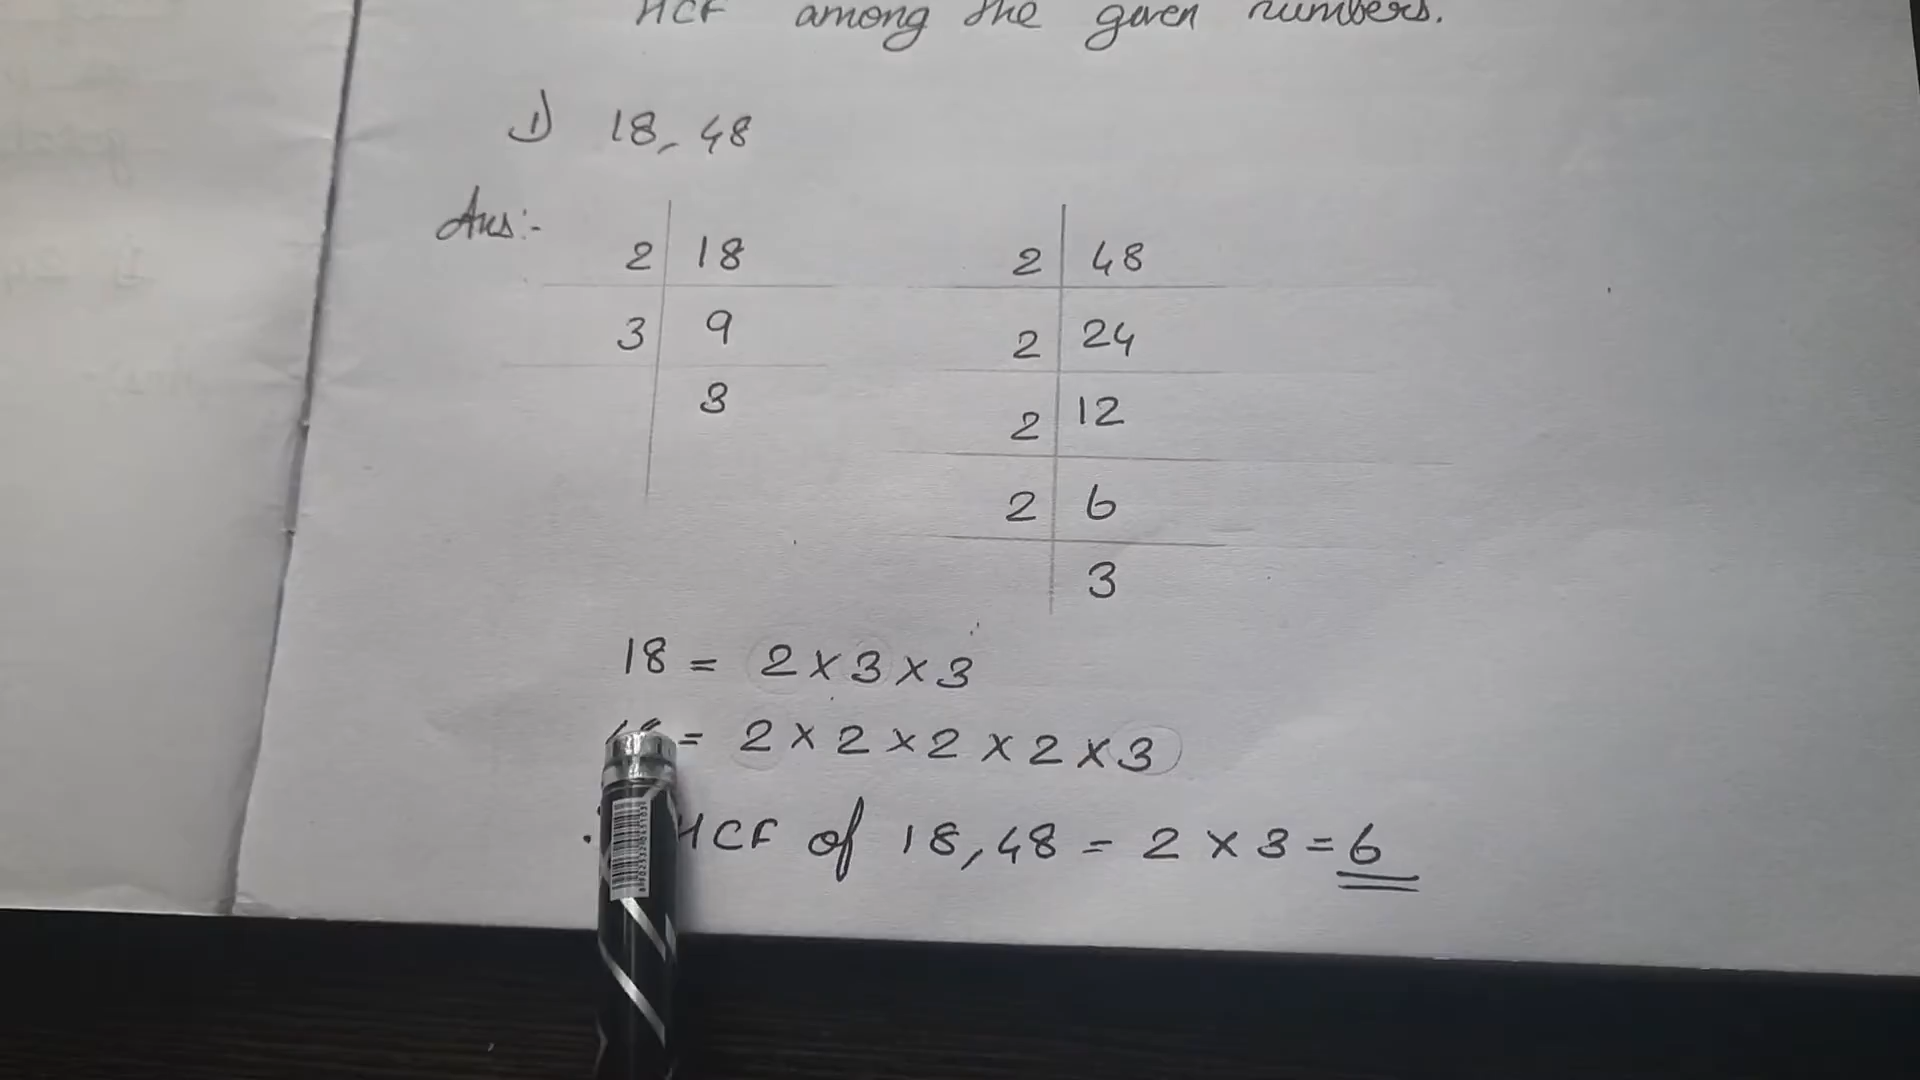 HCF among the given numbers.
1) 18, 48
Ans:-
2 18
3 9
3
2 48
2 24
2 12
2 6
3
18 = 2 × 3 × 3
= 2 × 2 × 2 × 2 × 3
HCF of 18, 48 = 2 × 3 = 6